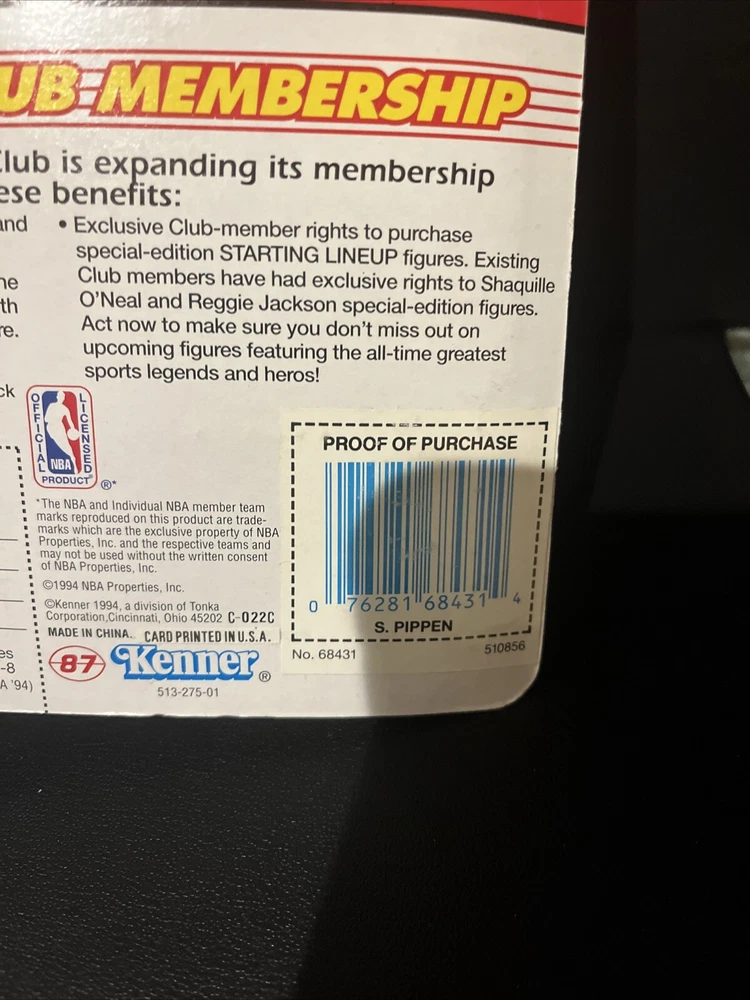 UB MEMBERSHIP
Club is expanding its membership
ese benefits:
and
• Exclusive Club-member rights to purchase
special-edition STARTING LINEUP figures. Existing
Club members have had exclusive rights to Shaquille
O'Neal and Reggie Jackson special-edition figures.
Act now to make sure you don't miss out on
upcoming figures featuring the all-time greatest
sports legends and heros!
he
th
re.
ck
OFFICIAL LICENSED
NBA
PRODUCT®
®*
*The NBA and Individual NBA member team
marks reproduced on this product are trade-
marks which are the exclusive property of NBA
Properties, Inc. and the respective teams and
may not be used without the written consent
of NBA Properties, Inc.
©1994 NBA Properties, Inc.
©Kenner 1994, a division of Tonka
Corporation,Cincinnati, Ohio 45202 C-022C
MADE IN CHINA. CARD PRINTED IN U.S.A.
87 Kenner®
513-275-01
es
-8
A '94)
PROOF OF PURCHASE
0 76281 68431 4
S. PIPPEN
No. 68431 510856